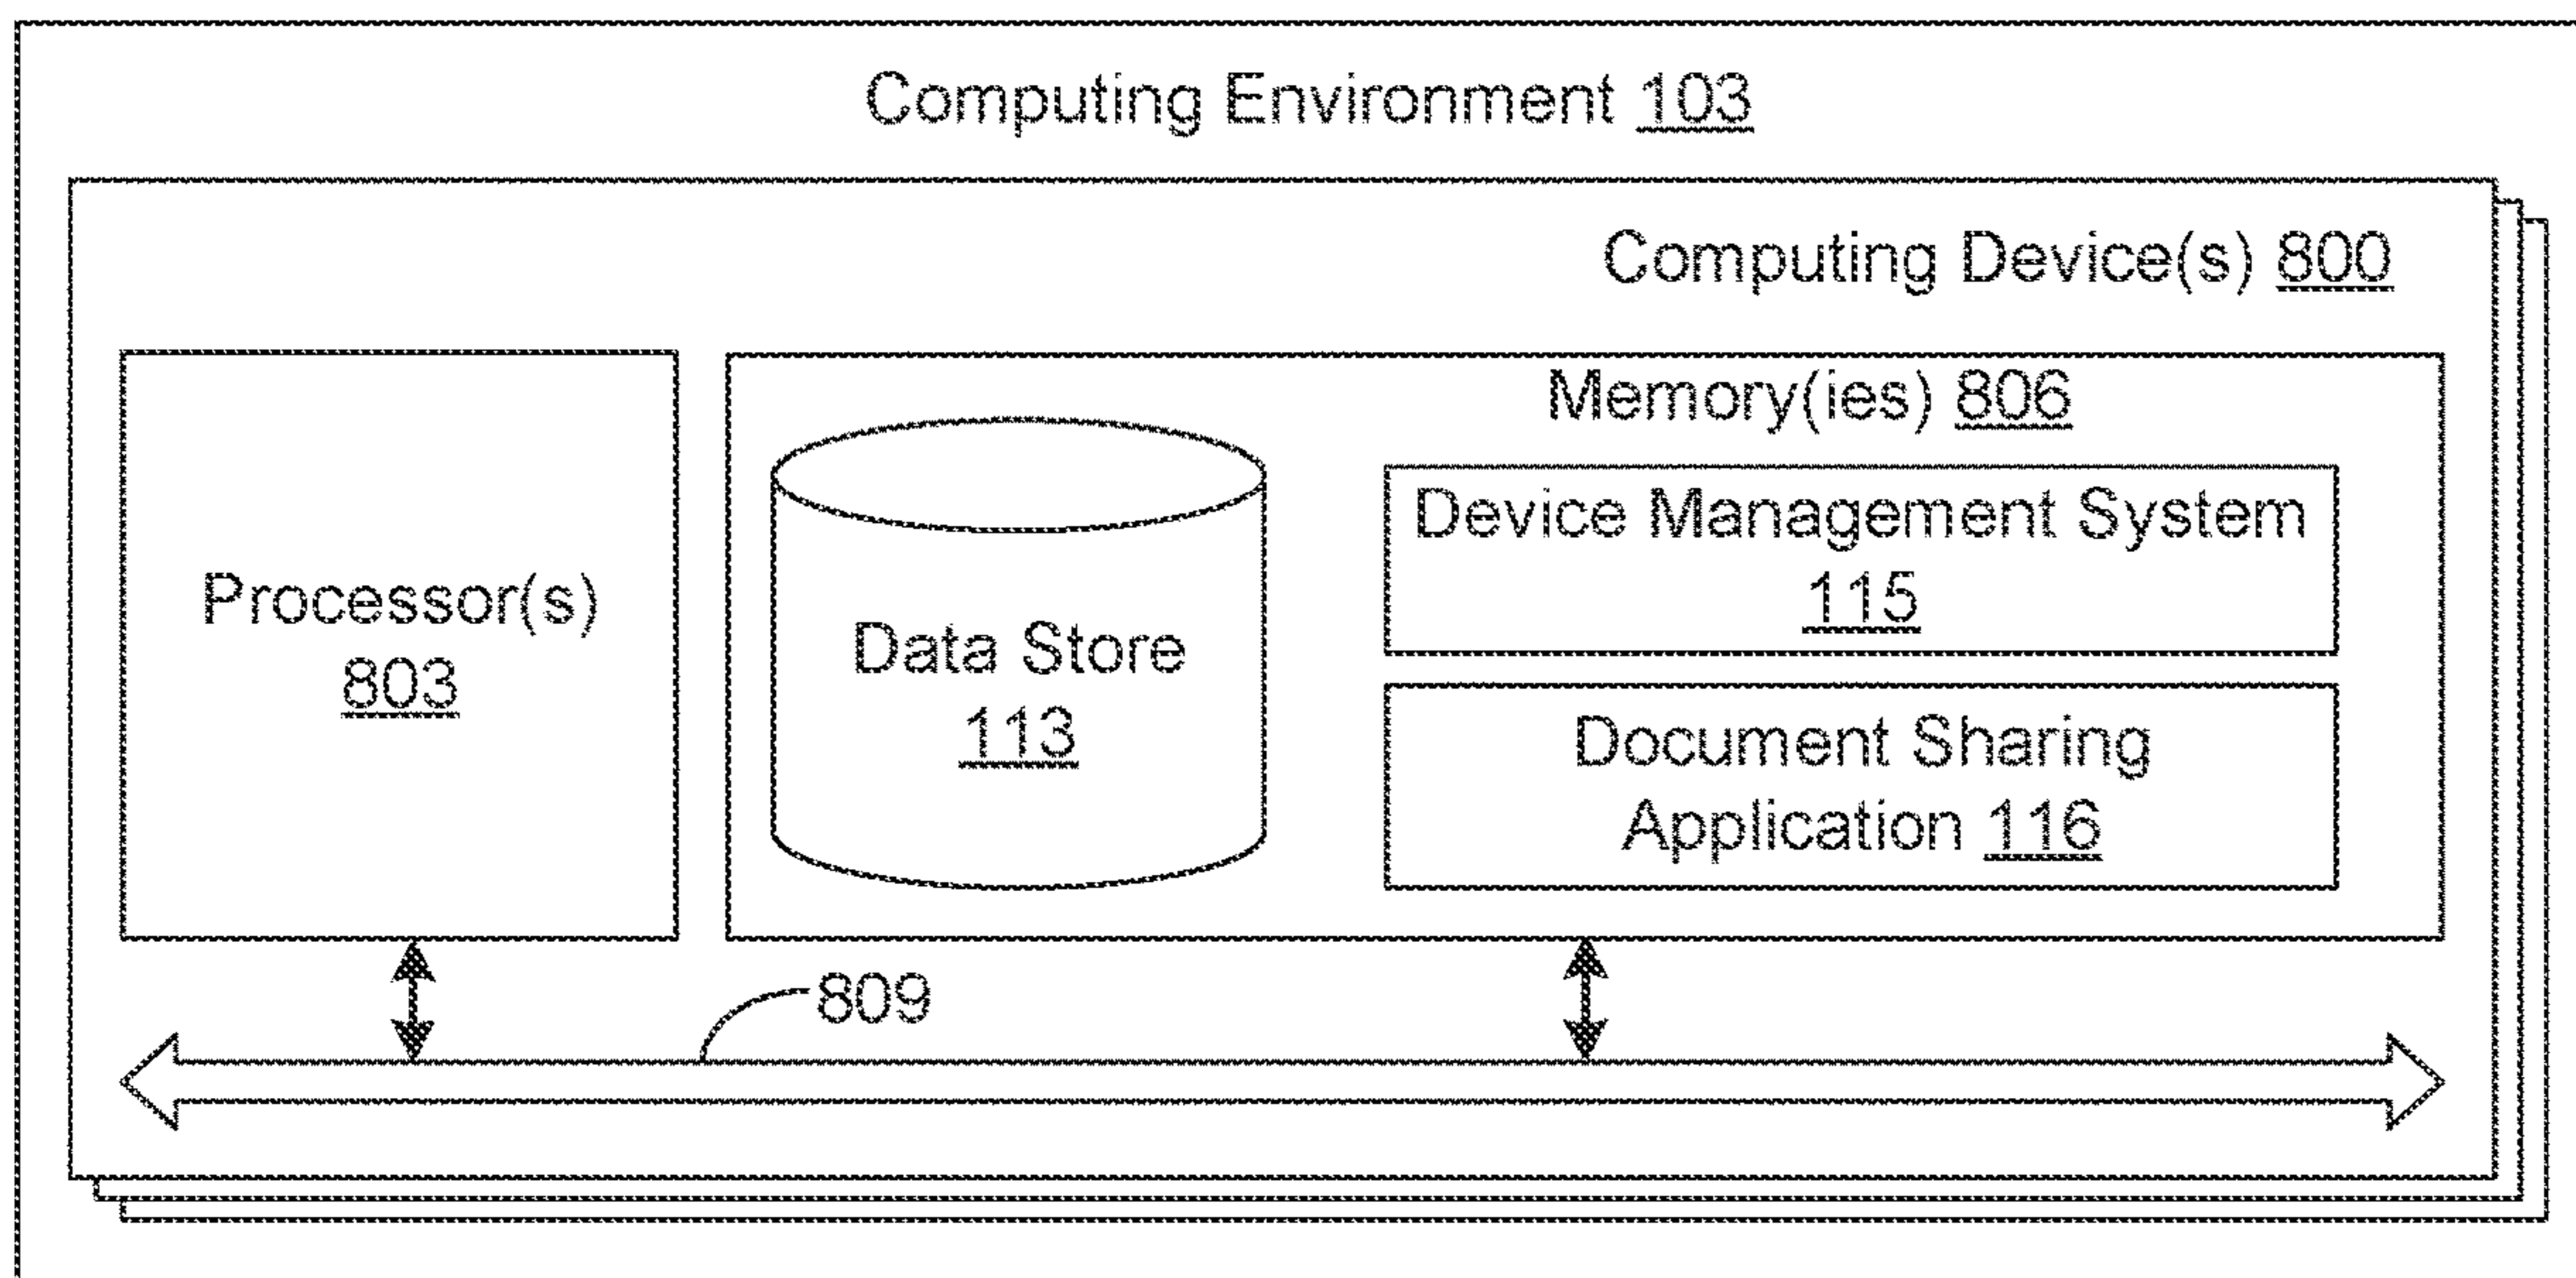 Computing Environment 103
Computing Device(s) 800
Processor(s)
803
Memory(ies) 806
Data Store
113
Device Management System
115
Document Sharing
Application 116
809